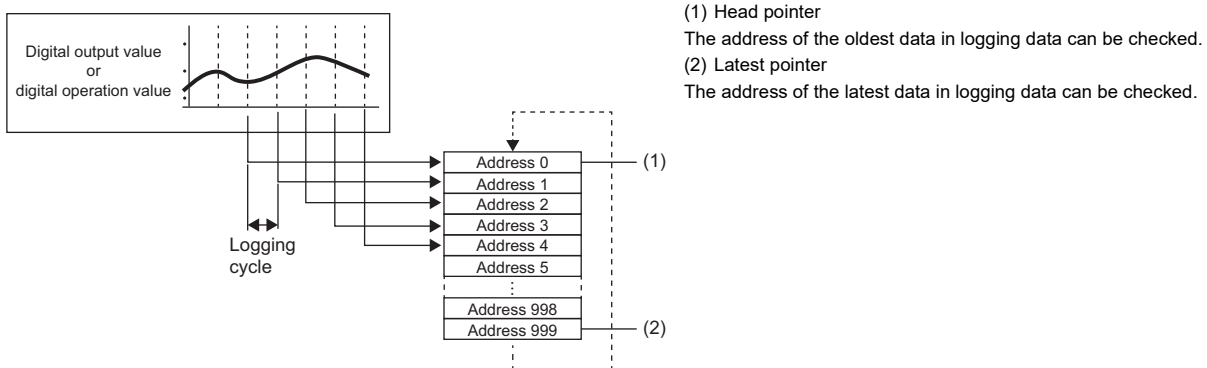 (1) Head pointer
The address of the oldest data in logging data can be checked.
(2) Latest pointer
The address of the latest data in logging data can be checked.
Digital output value
or
digital operation value
Address 0
(1)
Address 1
Address 2
Address 3
Address 4
Address 5
Logging
cycle
Address 998
Address 999
(2)